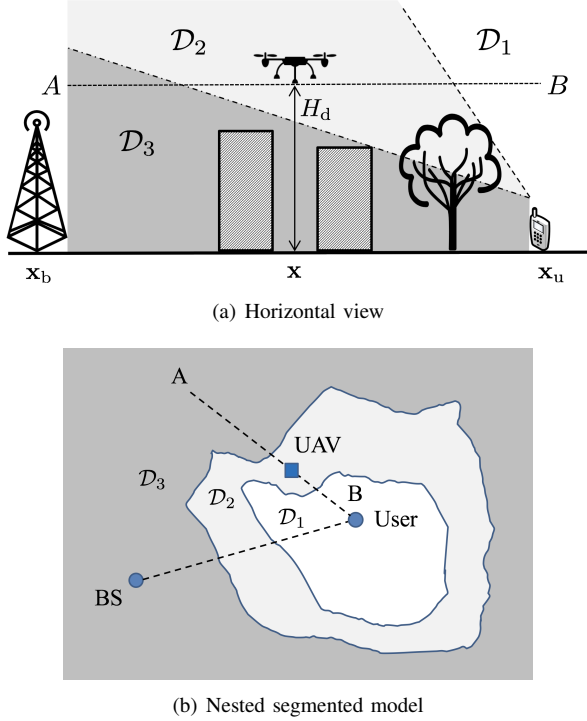 𝒟₂
𝒟₁
A
B
H_d
𝒟₃
x_b
x
x_u
(a) Horizontal view
A
UAV
𝒟₃
𝒟₂
B
𝒟₁
User
BS
(b) Nested segmented model